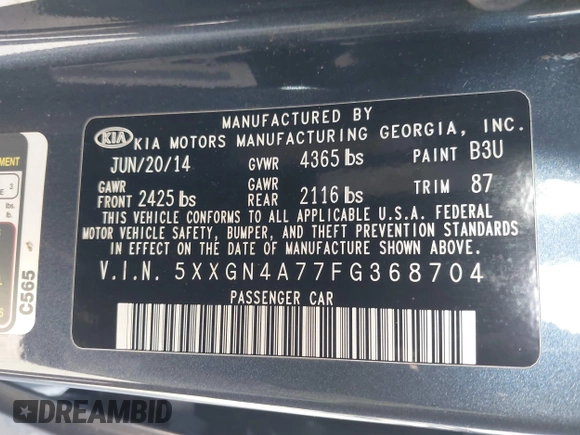 MANUFACTURED BY
KIA KIA MOTORS MANUFACTURING GEORGIA, INC.
JUN/20/14 GVWR 4365 lbs PAINT B3U
GAWR FRONT 2425 lbs GAWR REAR 2116 lbs TRIM 87
THIS VEHICLE CONFORMS TO ALL APPLICABLE U.S.A. FEDERAL
MOTOR VEHICLE SAFETY, BUMPER, AND THEFT PREVENTION STANDARDS
IN EFFECT ON THE DATE OF MANUFACTURE SHOWN ABOVE.
V.I.N. 5XXGN4A77FG368704
PASSENGER CAR
C565
DREAMBID